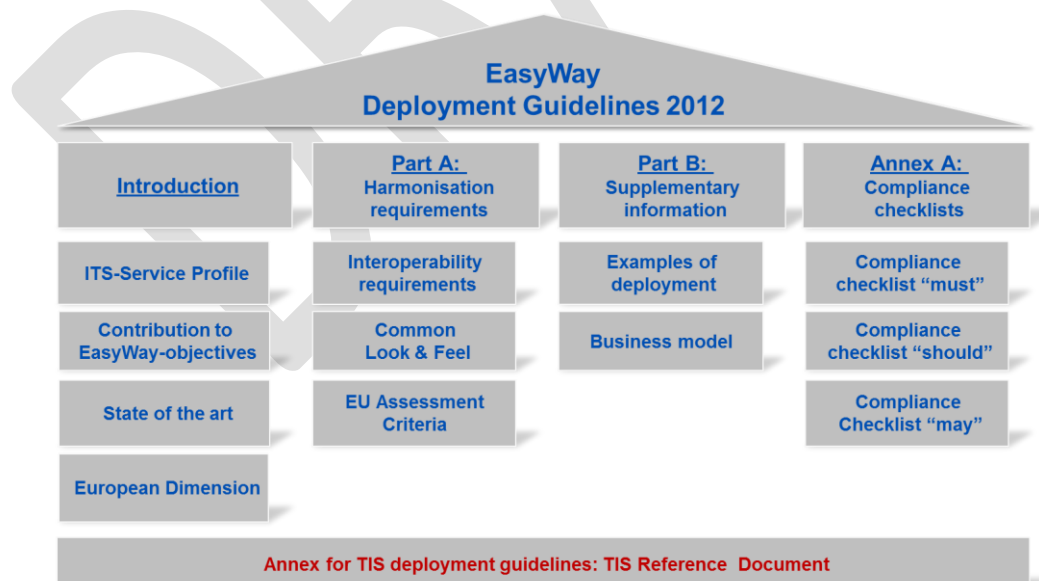 EasyWay
Deployment Guidelines 2012
Introduction
Part A:
Harmonisation
requirements
Part B:
Supplementary
information
Annex A:
Compliance
checklists
ITS-Service Profile
Interoperability
requirements
Examples of
deployment
Compliance
checklist “must”
Contribution to
EasyWay-objectives
Common
Look & Feel
Business model
Compliance
checklist “should”
State of the art
EU Assessment
Criteria
Compliance
Checklist “may”
European Dimension
Annex for TIS deployment guidelines: TIS Reference Document